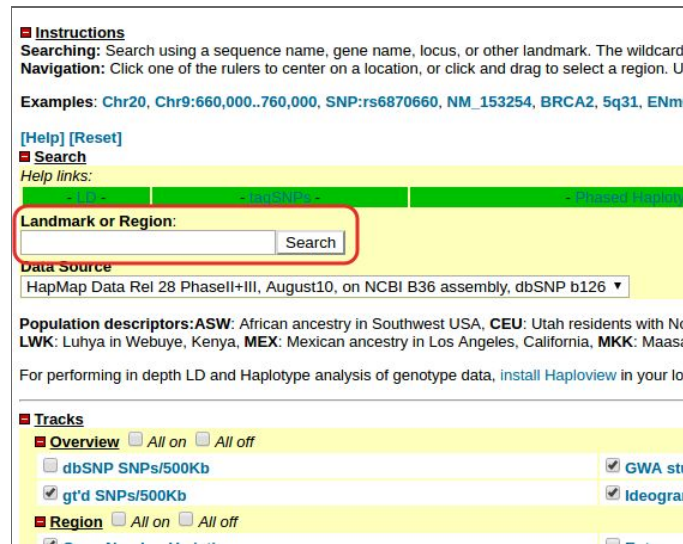 Instructions
Searching: Search using a sequence name, gene name, locus, or other landmark. The wildcard
Navigation: Click one of the rulers to center on a location, or click and drag to select a region. U
Examples: Chr20, Chr9:660,000..760,000, SNP:rs6870660, NM_153254, BRCA2, 5q31, ENm
[Help] [Reset]
Search
Help links:
- LD - - tagSNPs - - Phased Haploty
Landmark or Region:
Search
Data Source
HapMap Data Rel 28 PhaseII+III, August10, on NCBI B36 assembly, dbSNP b126
Population descriptors:ASW: African ancestry in Southwest USA, CEU: Utah residents with No
LWK: Luhya in Webuye, Kenya, MEX: Mexican ancestry in Los Angeles, California, MKK: Maasa
For performing in depth LD and Haplotype analysis of genotype data, install Haploview in your lo
Tracks
Overview All on All off
dbSNP SNPs/500Kb GWA stu
gt'd SNPs/500Kb Ideogra
Region All on All off